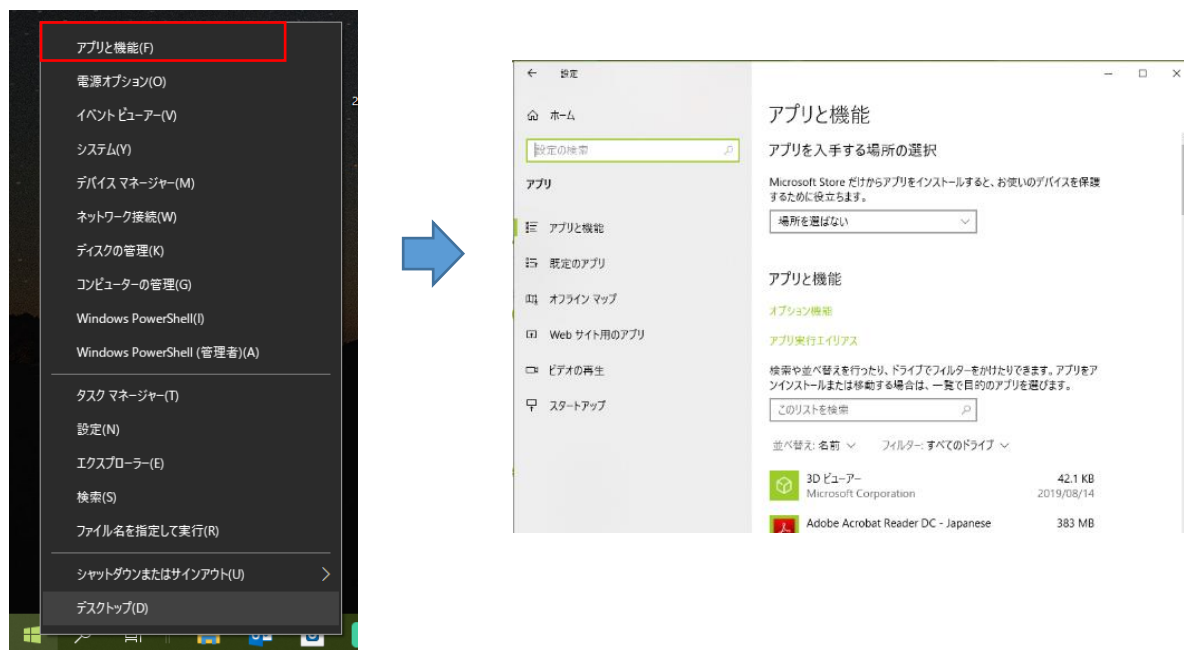 アプリと機能(F)
電源オプション(O)
イベント ビューアー(V)
システム(Y)
デバイス マネージャー(M)
ネットワーク接続(W)
ディスクの管理(K)
コンピューターの管理(G)
Windows PowerShell(I)
Windows PowerShell (管理者)(A)
タスク マネージャー(T)
設定(N)
エクスプローラー(E)
検索(S)
ファイル名を指定して実行(R)
シャットダウンまたはサインアウト(U)
デスクトップ(D)
2
設定
ホーム
設定の検索
アプリ
アプリと機能
既定のアプリ
オフライン マップ
Web サイト用のアプリ
ビデオの再生
スタートアップ
アプリと機能
アプリを入手する場所の選択
Microsoft Store だけからアプリをインストールすると、お使いのデバイスを保護
するために役立ちます。
場所を選ばない
アプリと機能
オプション機能
アプリ実行エイリアス
検索や並べ替えを行ったり、ドライブでフィルターをかけたりできます。アプリをア
ンインストールまたは移動する場合は、一覧で目的のアプリを選びます。
このリストを検索
並べ替え: 名前 フィルター: すべてのドライブ
3D ビューアー 42.1 KB
Microsoft Corporation 2019/08/14
Adobe Acrobat Reader DC - Japanese 383 MB